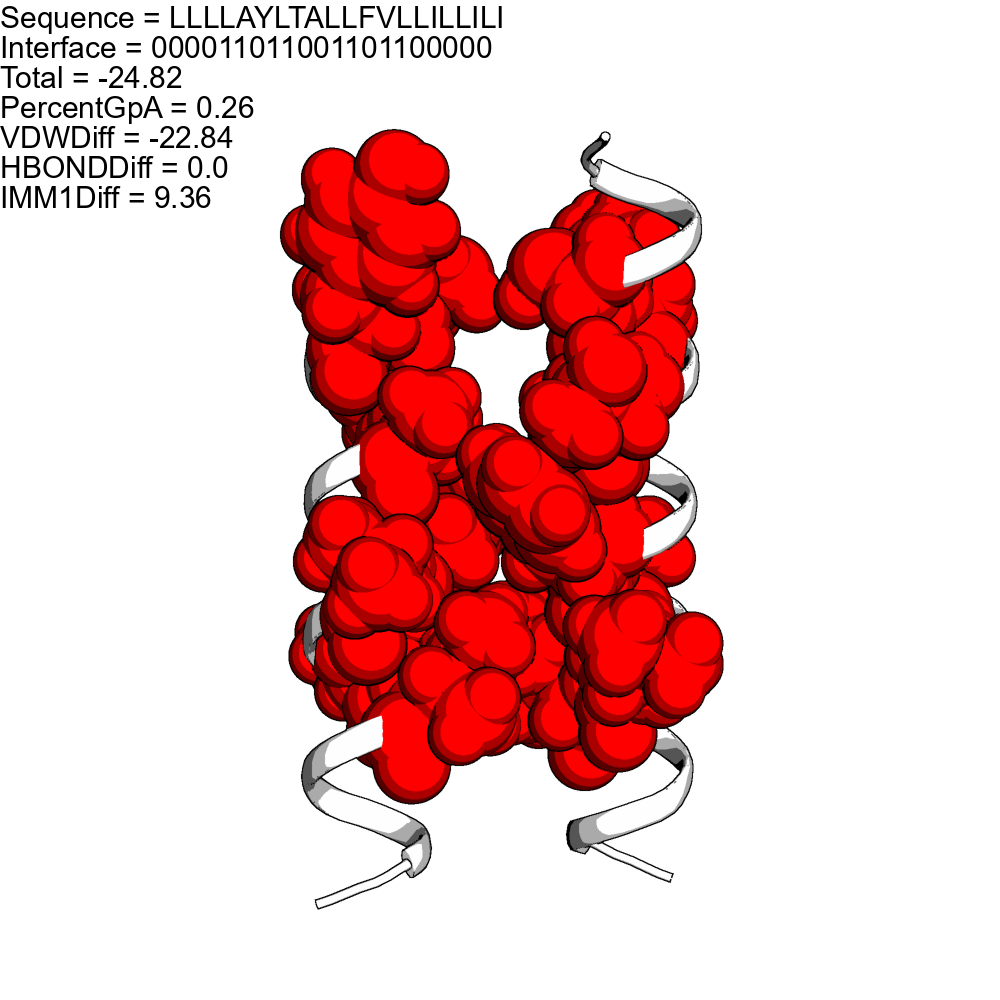 Sequence = LLLLAYLTALLFVLLILLILI
Interface = 000011011001101100000
Total = -24.82
PercentGpA = 0.26
VDWDiff = -22.84
HBONDDiff = 0.0
IMM1Diff = 9.36